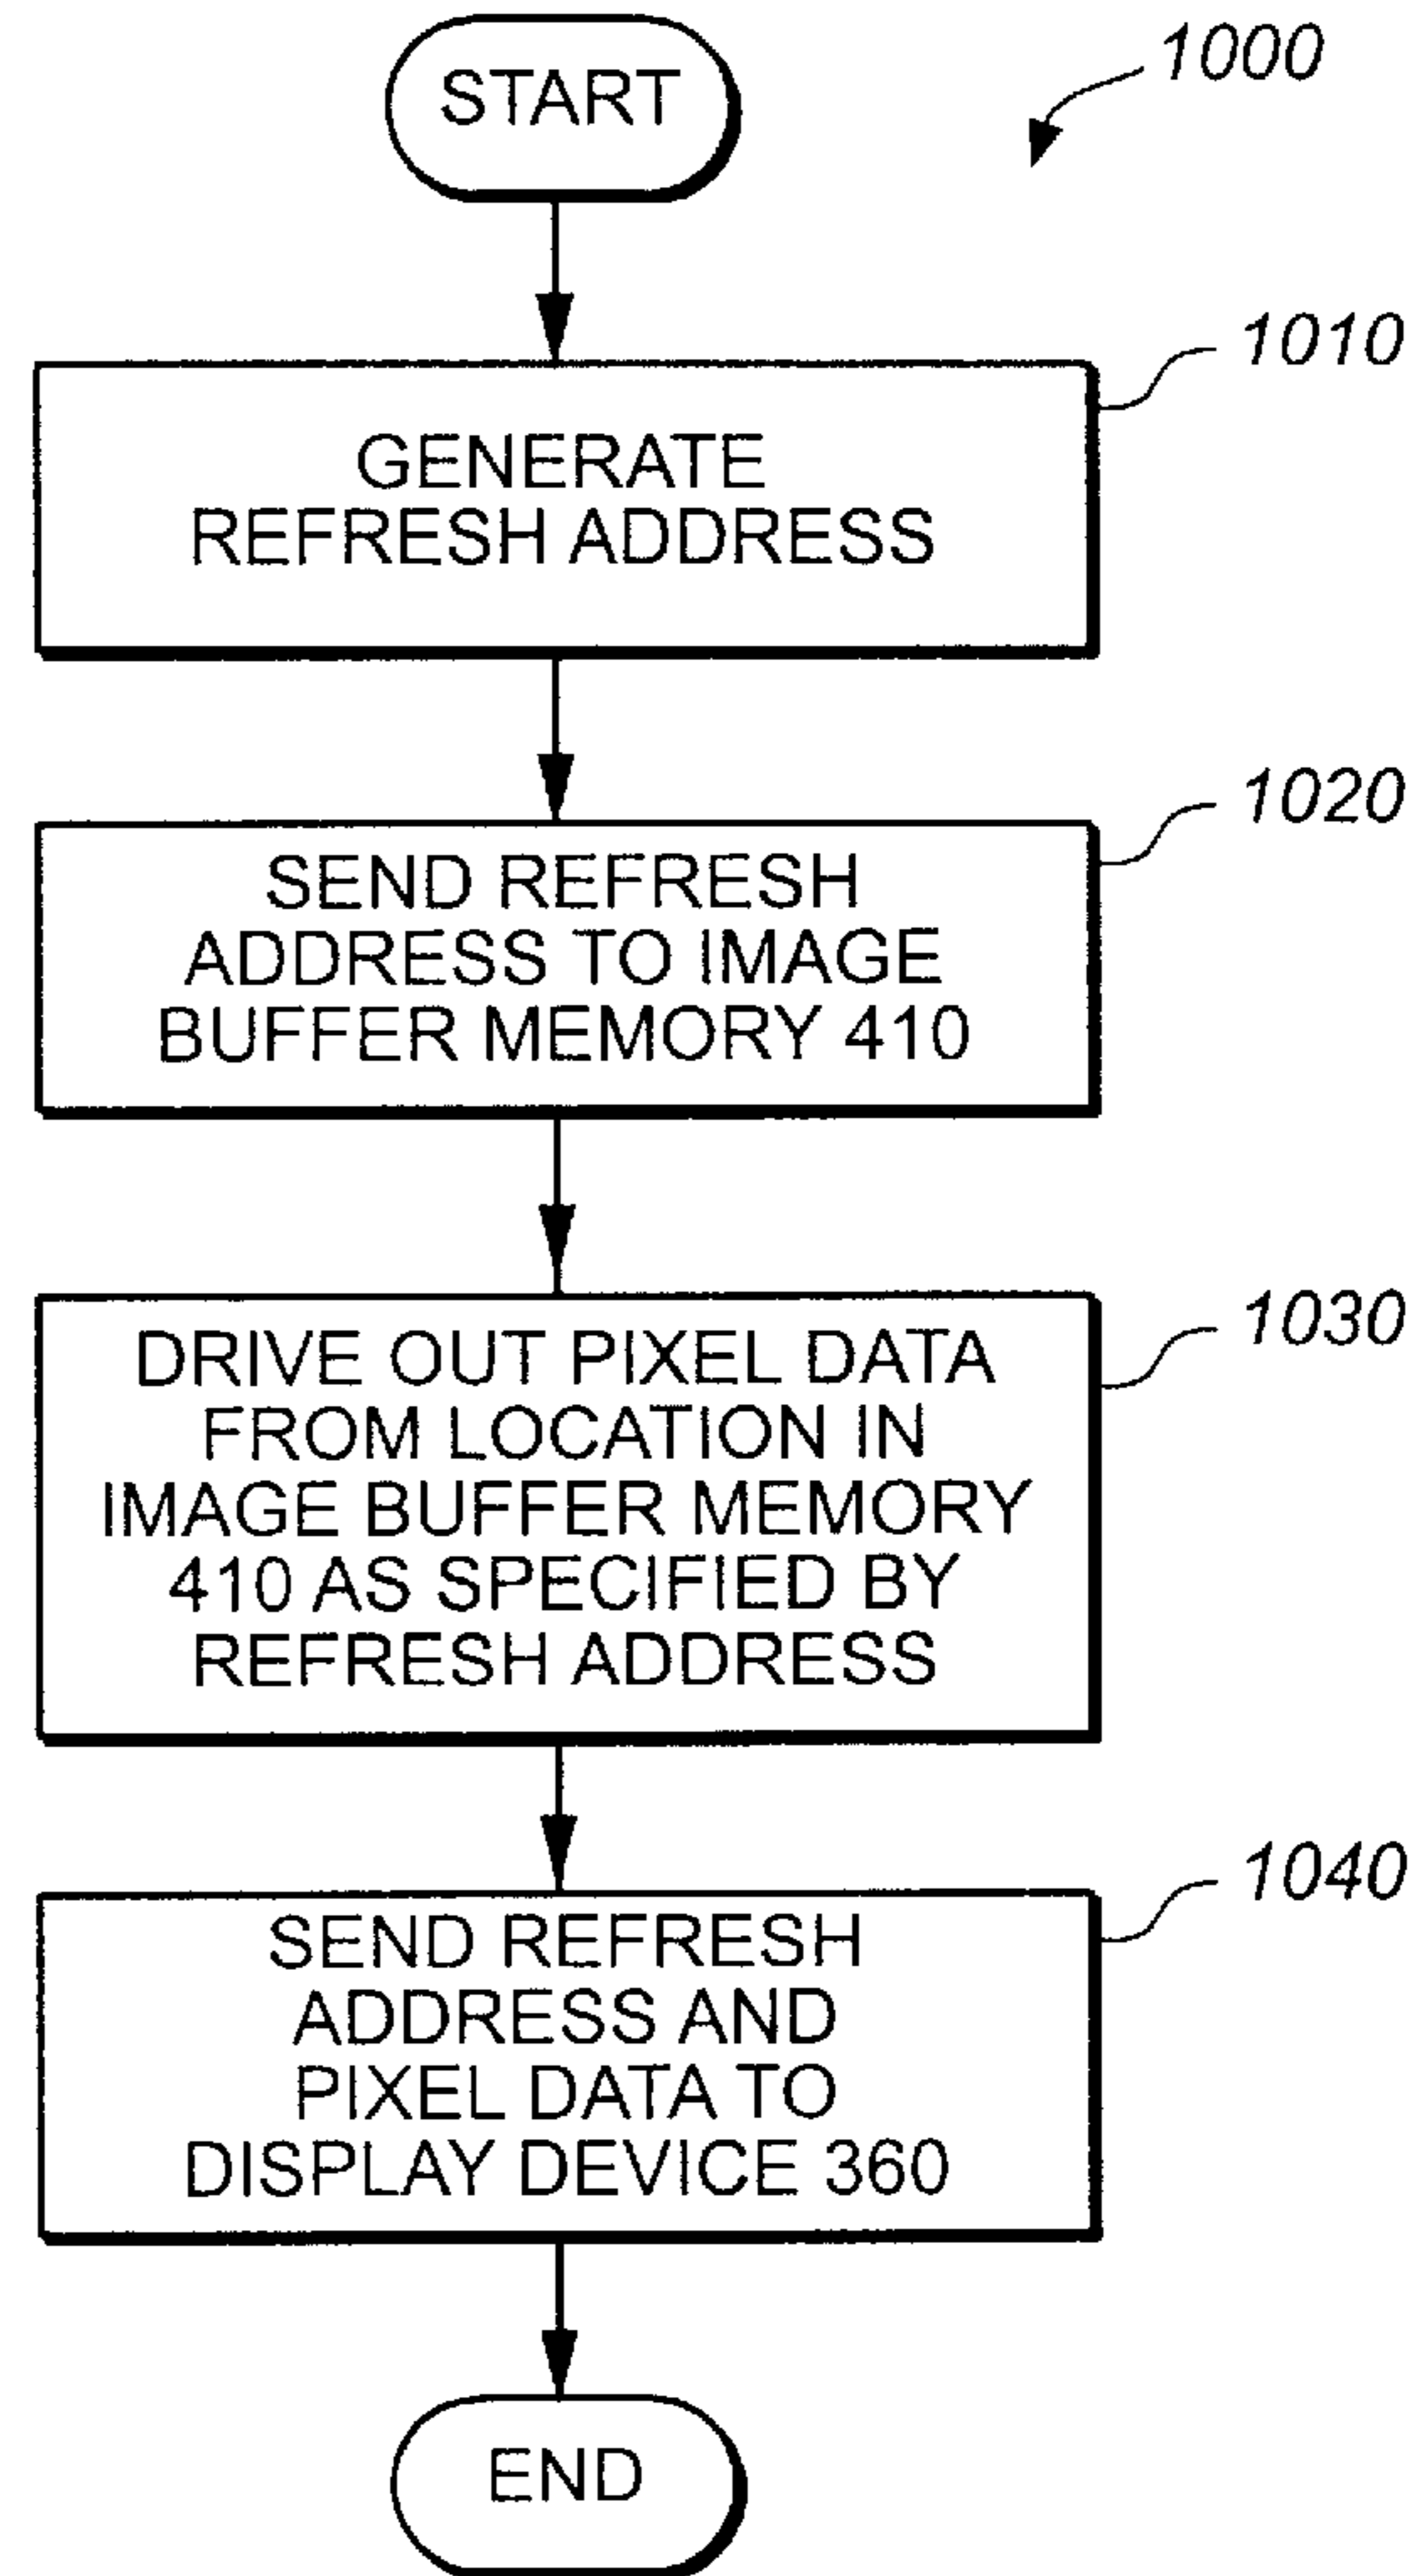 START
1000
1010
GENERATE
REFRESH ADDRESS
1020
SEND REFRESH
ADDRESS TO IMAGE
BUFFER MEMORY 410
1030
DRIVE OUT PIXEL DATA
FROM LOCATION IN
IMAGE BUFFER MEMORY
410 AS SPECIFIED BY
REFRESH ADDRESS
1040
SEND REFRESH
ADDRESS AND
PIXEL DATA TO
DISPLAY DEVICE 360
END